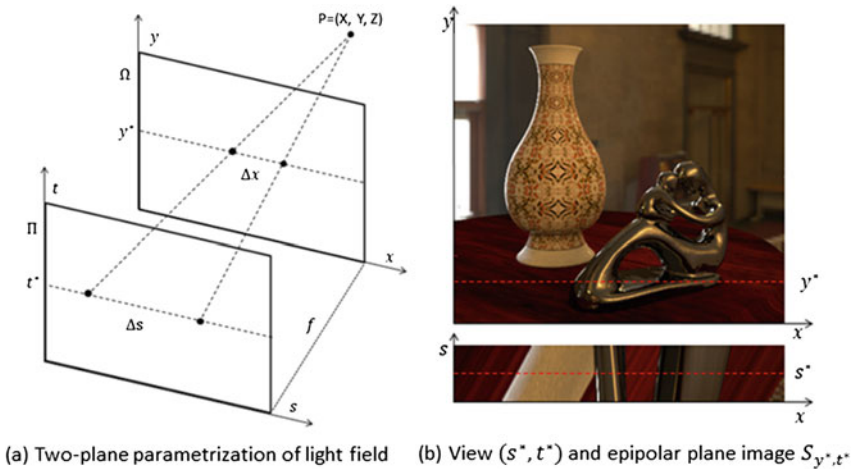 P=(X, Y, Z)
y
Ω
y*
Δx
t
Π
x
t*
Δs
f
s
y
y*
x
s
s*
x
(a) Two-plane parametrization of light field
(b) View (s*, t*) and epipolar plane image S_{y*,t*}